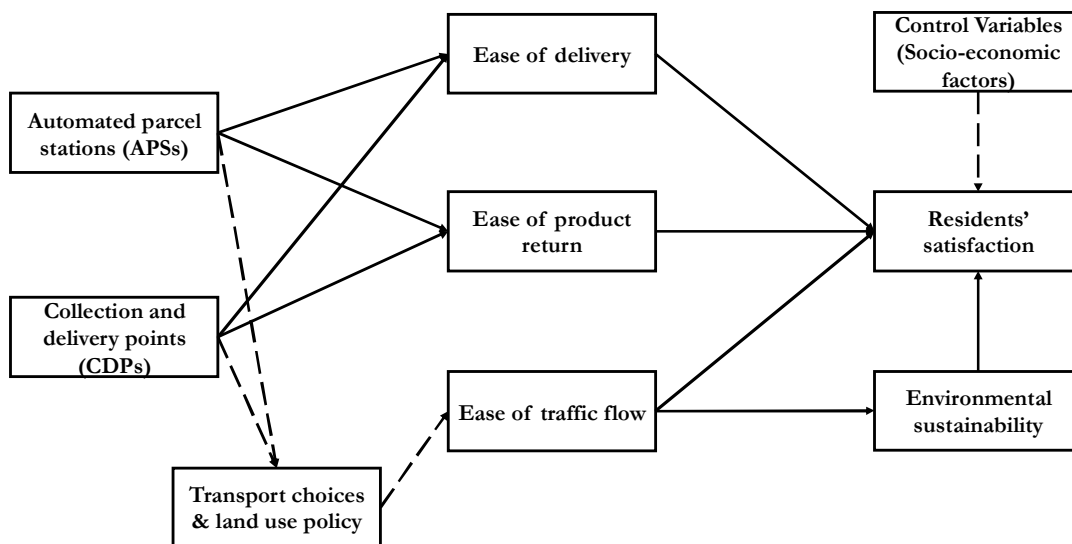 Automated parcel
stations (APSs)
Collection and
delivery points
(CDPs)
Transport choices
& land use policy
Ease of delivery
Ease of product
return
Ease of traffic flow
Control Variables
(Socio-economic
factors)
Residents'
satisfaction
Environmental
sustainability